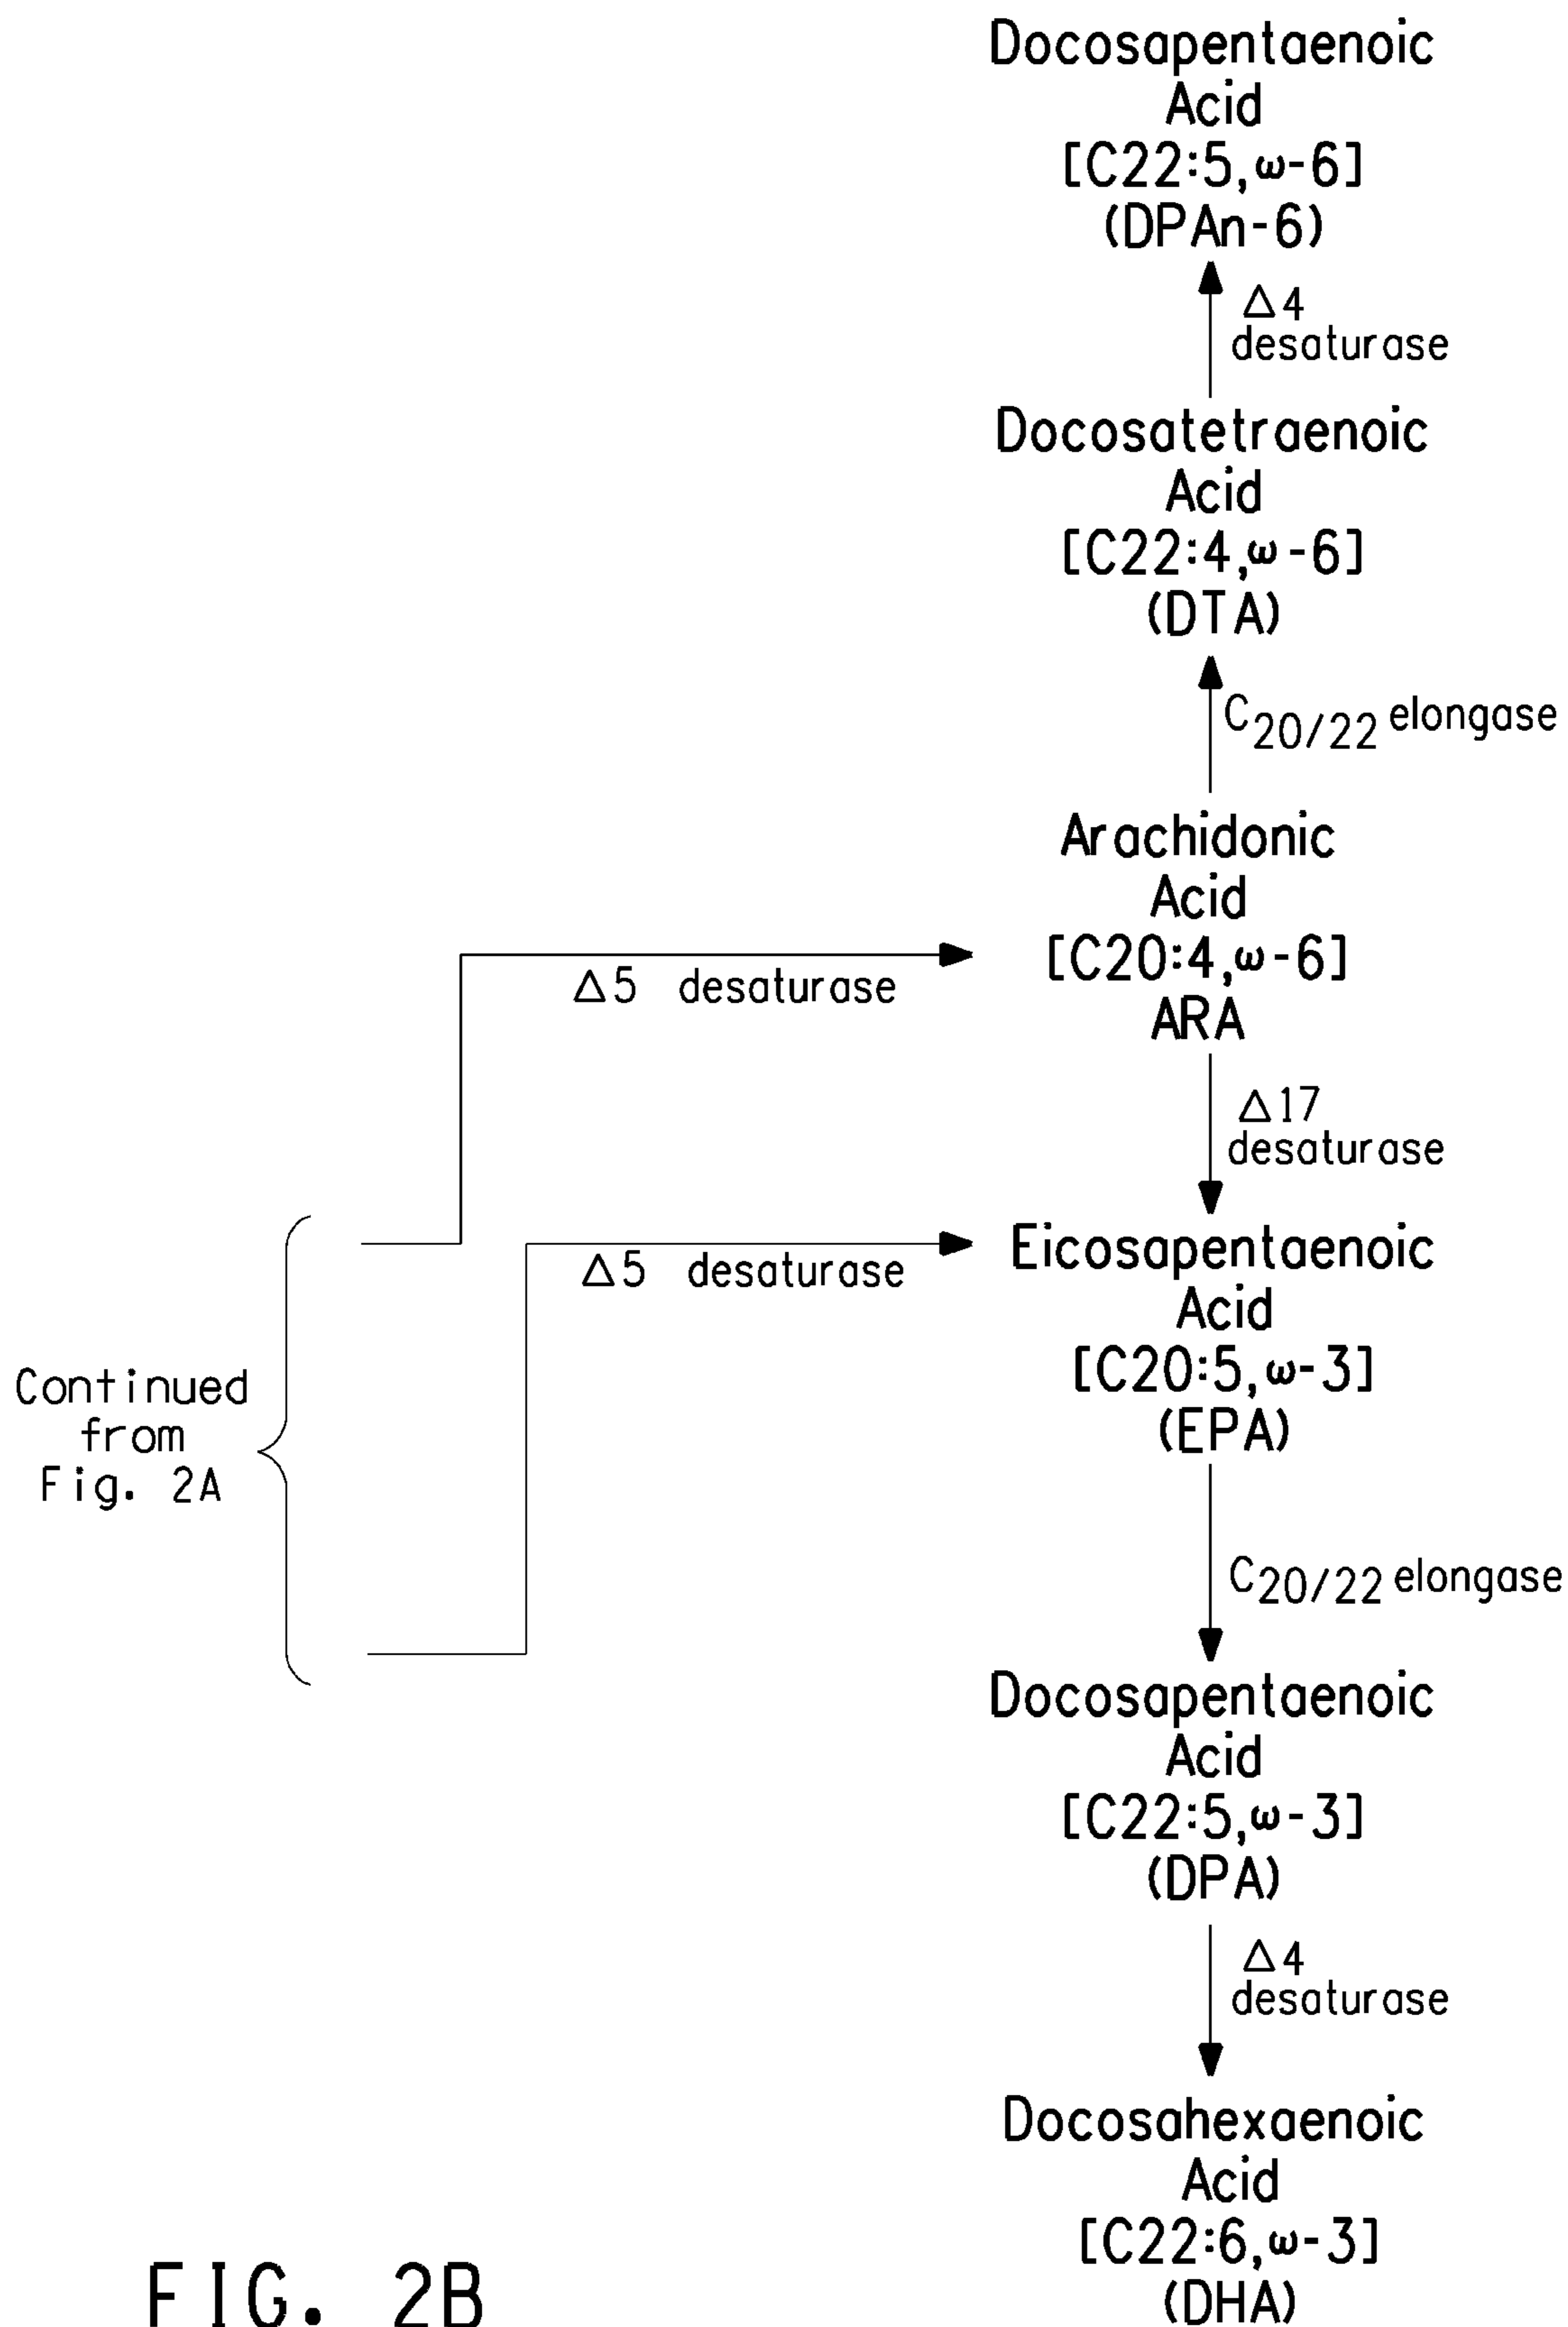 Docosapentaenoic
Acid
[C22:5,ω-6]
(DPAn-6)
Δ4
desaturase
Docosatetraenoic
Acid
[C22:4,ω-6]
(DTA)
C20/22 elongase
Arachidonic
Acid
[C20:4,ω-6]
ARA
Δ5 desaturase
Δ17
desaturase
Eicosapentaenoic
Acid
[C20:5,ω-3]
(EPA)
Δ5 desaturase
Continued
from
Fig. 2A
C20/22 elongase
Docosapentaenoic
Acid
[C22:5,ω-3]
(DPA)
Δ4
desaturase
Docosahexaenoic
Acid
[C22:6,ω-3]
(DHA)
FIG. 2B